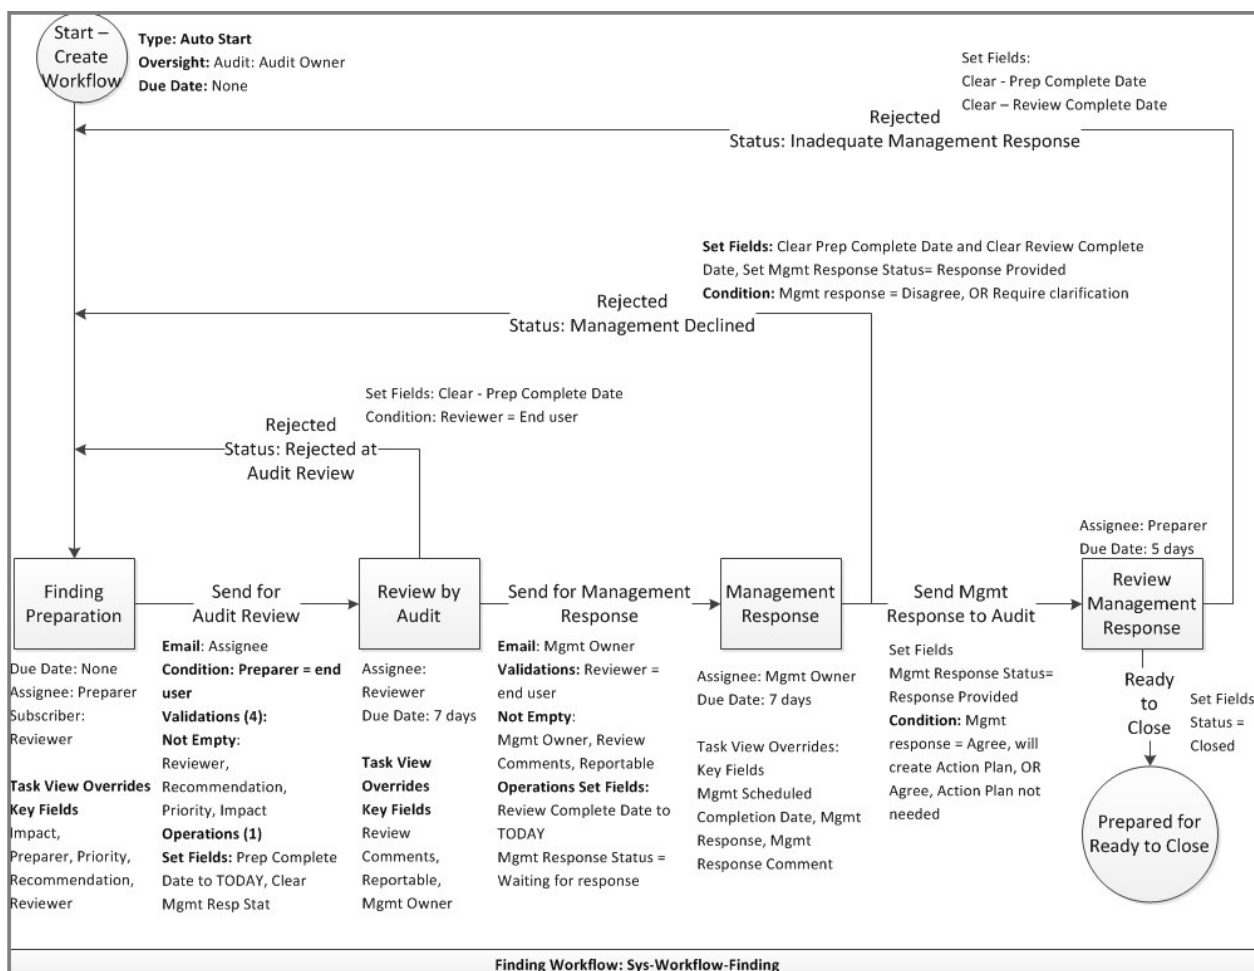 Start –
Create
Workflow
Type: Auto Start
Oversight: Audit: Audit Owner
Due Date: None
Set Fields:
Clear - Prep Complete Date
Clear – Review Complete Date
Rejected
Status: Inadequate Management Response
Set Fields: Clear Prep Complete Date and Clear Review Complete
Date, Set Mgmt Response Status= Response Provided
Condition: Mgmt response = Disagree, OR Require clarification
Rejected
Status: Management Declined
Set Fields: Clear - Prep Complete Date
Condition: Reviewer = End user
Rejected
Status: Rejected at
Audit Review
Finding
Preparation
Due Date: None
Assignee: Preparer
Subscriber:
Reviewer
Task View Overrides
Key Fields
Impact,
Preparer, Priority,
Recommendation,
Reviewer
Send for
Audit Review
Email: Assignee
Condition: Preparer = end
user
Validations (4):
Not Empty:
Reviewer,
Recommendation,
Priority, Impact
Operations (1)
Set Fields: Prep Complete
Date to TODAY, Clear
Mgmt Resp Stat
Review by
Audit
Assignee:
Reviewer
Due Date: 7 days
Task View
Overrides
Key Fields
Review
Comments,
Reportable,
Mgmt Owner
Send for Management
Response
Email: Mgmt Owner
Validations: Reviewer =
end user
Not Empty:
Mgmt Owner, Review
Comments, Reportable
Operations Set Fields:
Review Complete Date to
TODAY
Mgmt Response Status =
Waiting for response
Management
Response
Assignee: Mgmt Owner
Due Date: 7 days
Task View Overrides:
Key Fields
Mgmt Scheduled
Completion Date, Mgmt
Response, Mgmt
Response Comment
Send Mgmt
Response to Audit
Set Fields
Mgmt Response Status=
Response Provided
Condition: Mgmt
response = Agree, will
create Action Plan, OR
Agree, Action Plan not
needed
Assignee: Preparer
Due Date: 5 days
Review
Management
Response
Ready
to
Close
Set Fields
Status =
Closed
Prepared for
Ready to Close
Finding Workflow: Sys-Workflow-Finding